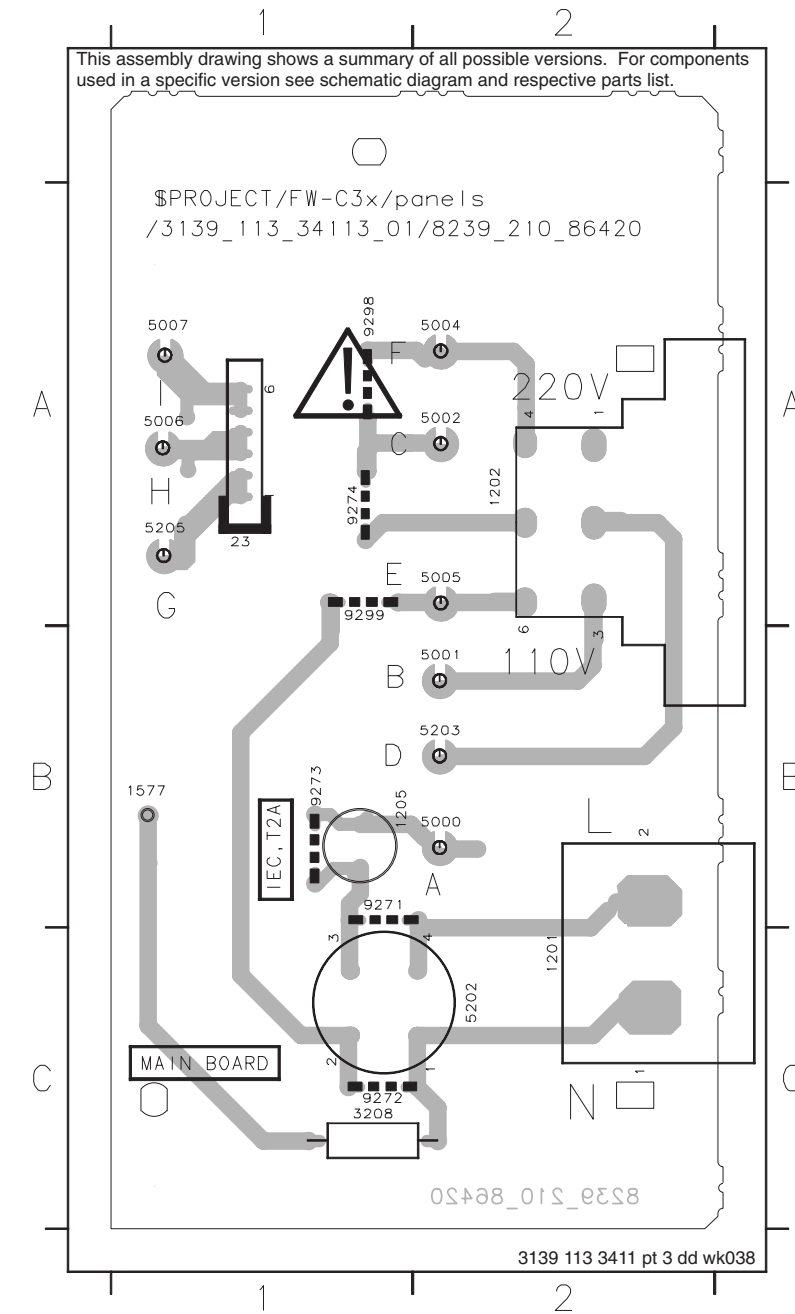 1 2
This assembly drawing shows a summary of all possible versions. For components
used in a specific version see schematic diagram and respective parts list.
$PROJECT/FW-C3x/panels
/3139_113_34113_01/8239_210_86420
9298
5007
5004
F
I
6
220V
A A
4 1
5006
5002
C
H
1
1202
9274
5205
23
E
5005
G
9299
6 3
5001
B
110V
5203
D
B B
1577
9273
1205
5000
L
2
IEC,T2A
A
9271
3 4
1201
5202
MAIN BOARD
2 1
1
C C
9272
N
3208
8239_210_86420
3139 113 3411 pt 3 dd wk038
1 2